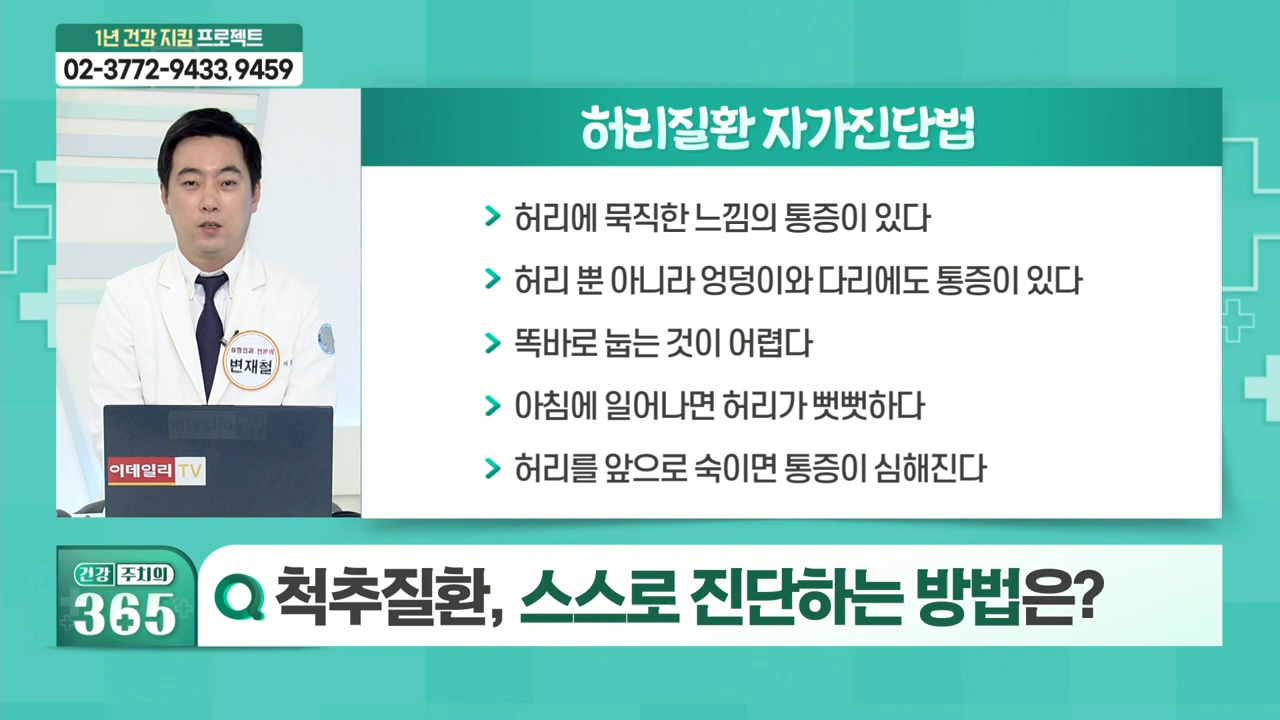 1년 건강 지킴 프로젝트
02-3772-9433, 9459
허리질환 자가진단법
허리에 묵직한 느낌의 통증이 있다
허리 뿐 아니라 엉덩이와 다리에도 통증이 있다
똑바로 눕는 것이 어렵다
아침에 일어나면 허리가 뻣뻣하다
허리를 앞으로 숙이면 통증이 심해진다
변재철
이데일리 TV
이데일리 TV
건강 주치의
365
Q 척추질환, 스스로 진단하는 방법은?